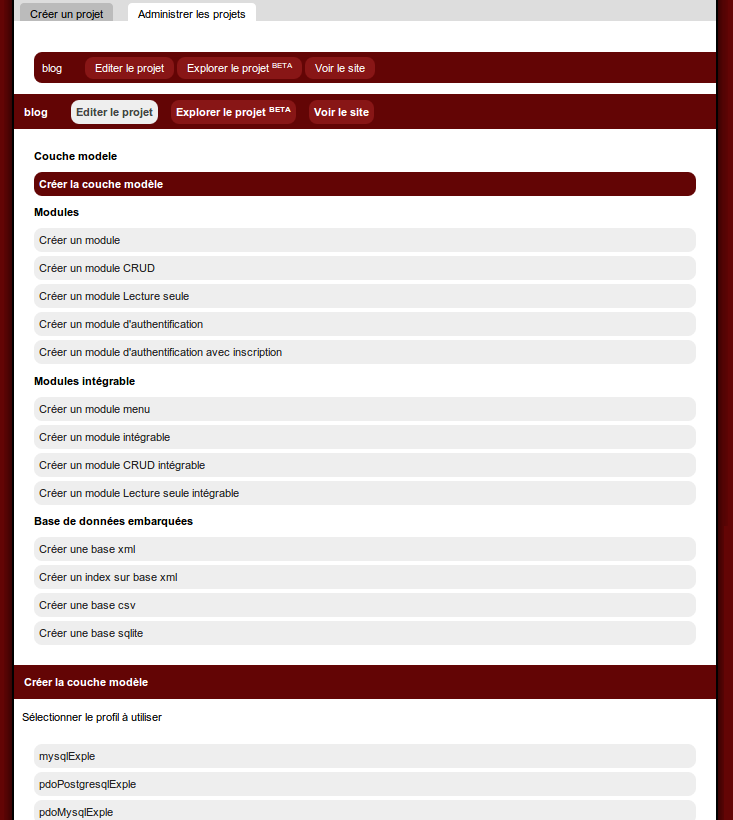 Créer un projet Administrer les projets
blog Editer le projet Explorer le projet BETA Voir le site
blog Editer le projet Explorer le projet BETA Voir le site
Couche modele
Créer la couche modèle
Modules
Créer un module
Créer un module CRUD
Créer un module Lecture seule
Créer un module d'authentification
Créer un module d'authentification avec inscription
Modules intégrable
Créer un module menu
Créer un module intégrable
Créer un module CRUD intégrable
Créer un module Lecture seule intégrable
Base de données embarquées
Créer une base xml
Créer un index sur base xml
Créer une base csv
Créer une base sqlite
Créer la couche modèle
Sélectionner le profil à utiliser
mysqlExple
pdoPostgresqlExple
pdoMysqlExple